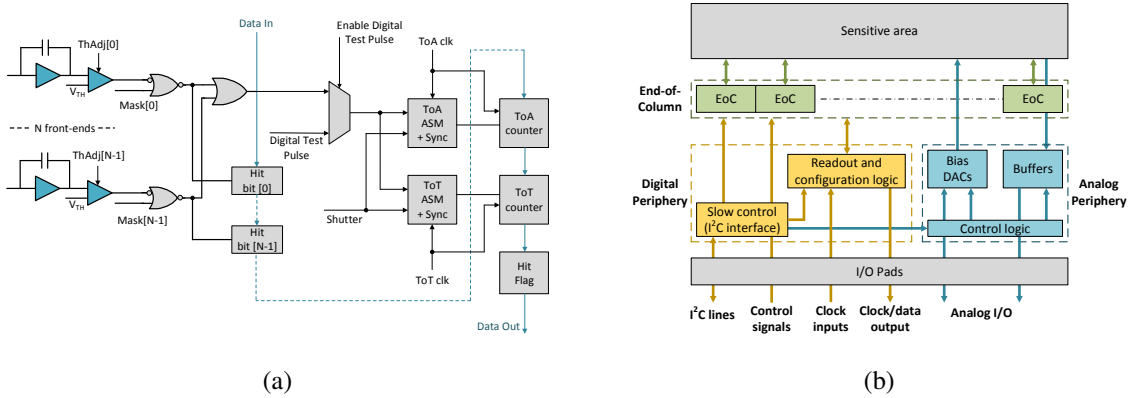 Data In
Enable Digital
Test Pulse
ToA clk
ThAdj[0]
V_TH
Mask[0]
N front-ends
ThAdj[N-1]
V_TH
Mask[N-1]
Digital Test
Pulse
Hit
bit [0]
Hit
bit [N-1]
Shutter
ToA
ASM
+ Sync
ToA
counter
ToT
ASM
+ Sync
ToT
counter
ToT clk
Hit
Flag
Data Out
(a)
Sensitive area
End-of-
Column
EoC
EoC
EoC
Digital
Periphery
Readout and
configuration logic
Slow control
(I²C interface)
Bias
DACs
Buffers
Control logic
Analog
Periphery
I/O Pads
I²C lines
Control
signals
Clock
inputs
Clock/data
output
Analog I/O
(b)